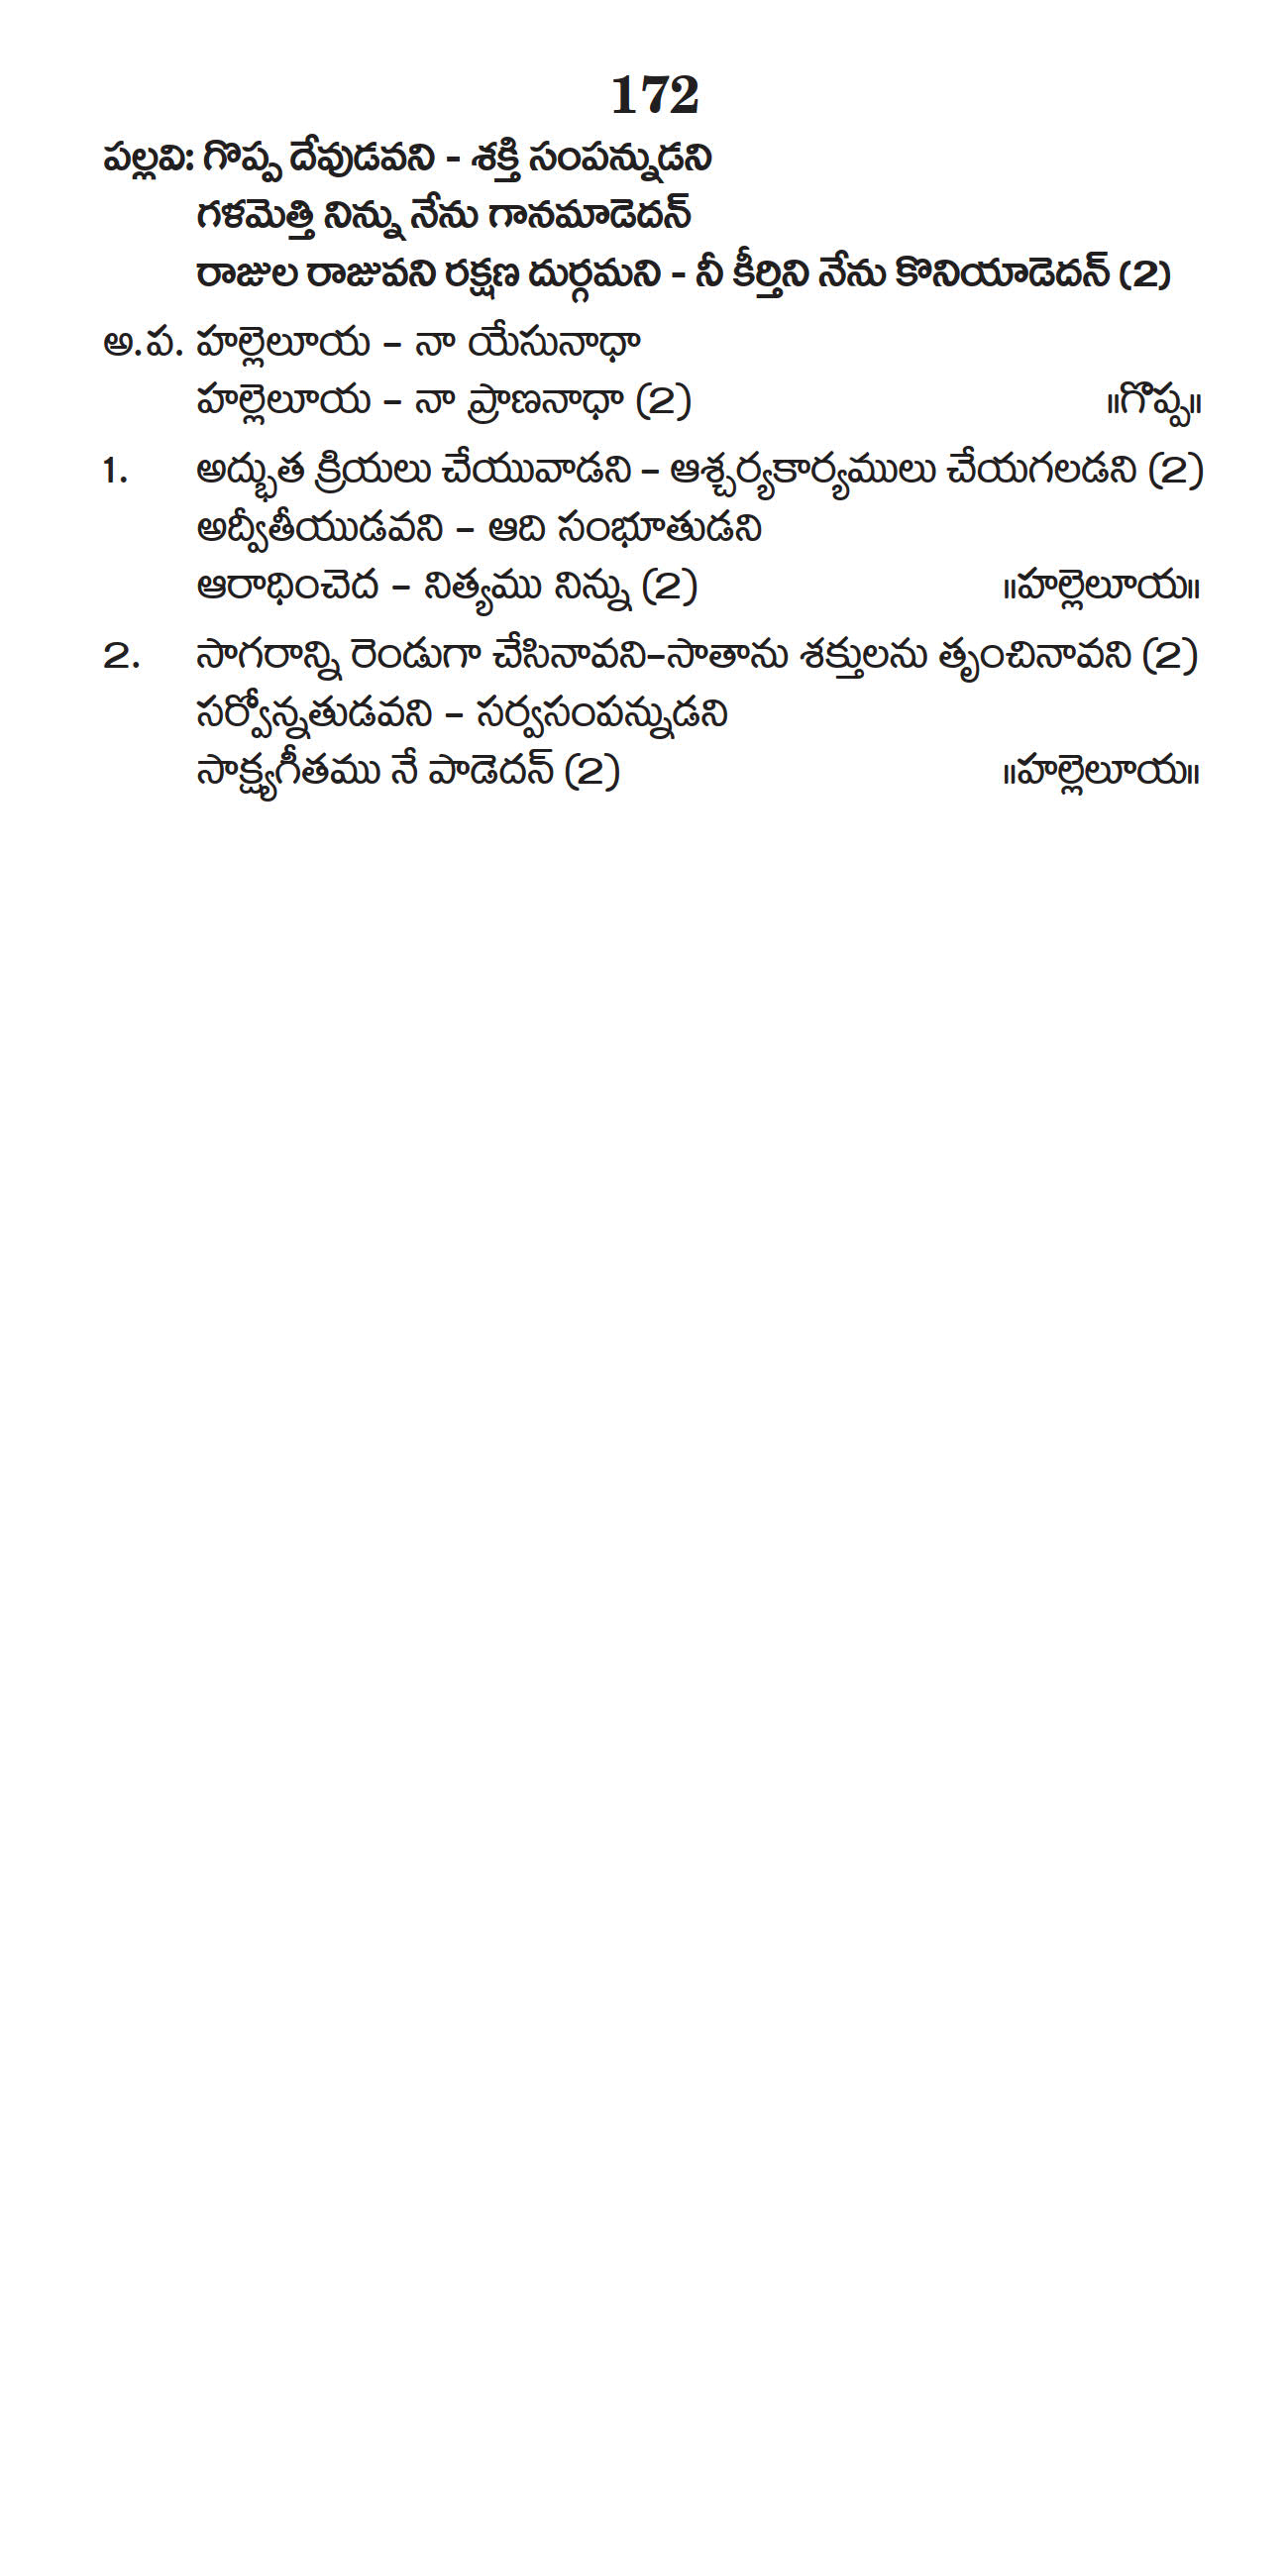 172
పల్లవి: గొప్ప దేవుడవని - శక్తి సంపన్నుడని
గళమెత్తి నిన్ను నేను గానమాడెదన్
రాజుల రాజువని రక్షణ దుర్గమని - నీ కీర్తిని నేను కొనియాడెదన్ (2)
అ.ప. హల్లెలూయ – నా యేసునాధా
హల్లెలూయ – నా ప్రాణనాధా (2) ॥గొప్ప॥
1. అద్భుత క్రియలు చేయువాడని – ఆశ్చర్యకార్యములు చేయగలడని (2)
అద్వీతీయుడవని – ఆది సంభూతుడని
ఆరాధించెద – నిత్యము నిన్ను (2) ॥హల్లెలూయ॥
2. సాగరాన్ని రెండుగా చేసినావని–సాతాను శక్తులను తృంచినావని (2)
సర్వోన్నతుడవని – సర్వసంపన్నుడని
సాక్ష్యగీతము నే పాడెదన్ (2) ॥హల్లెలూయ॥